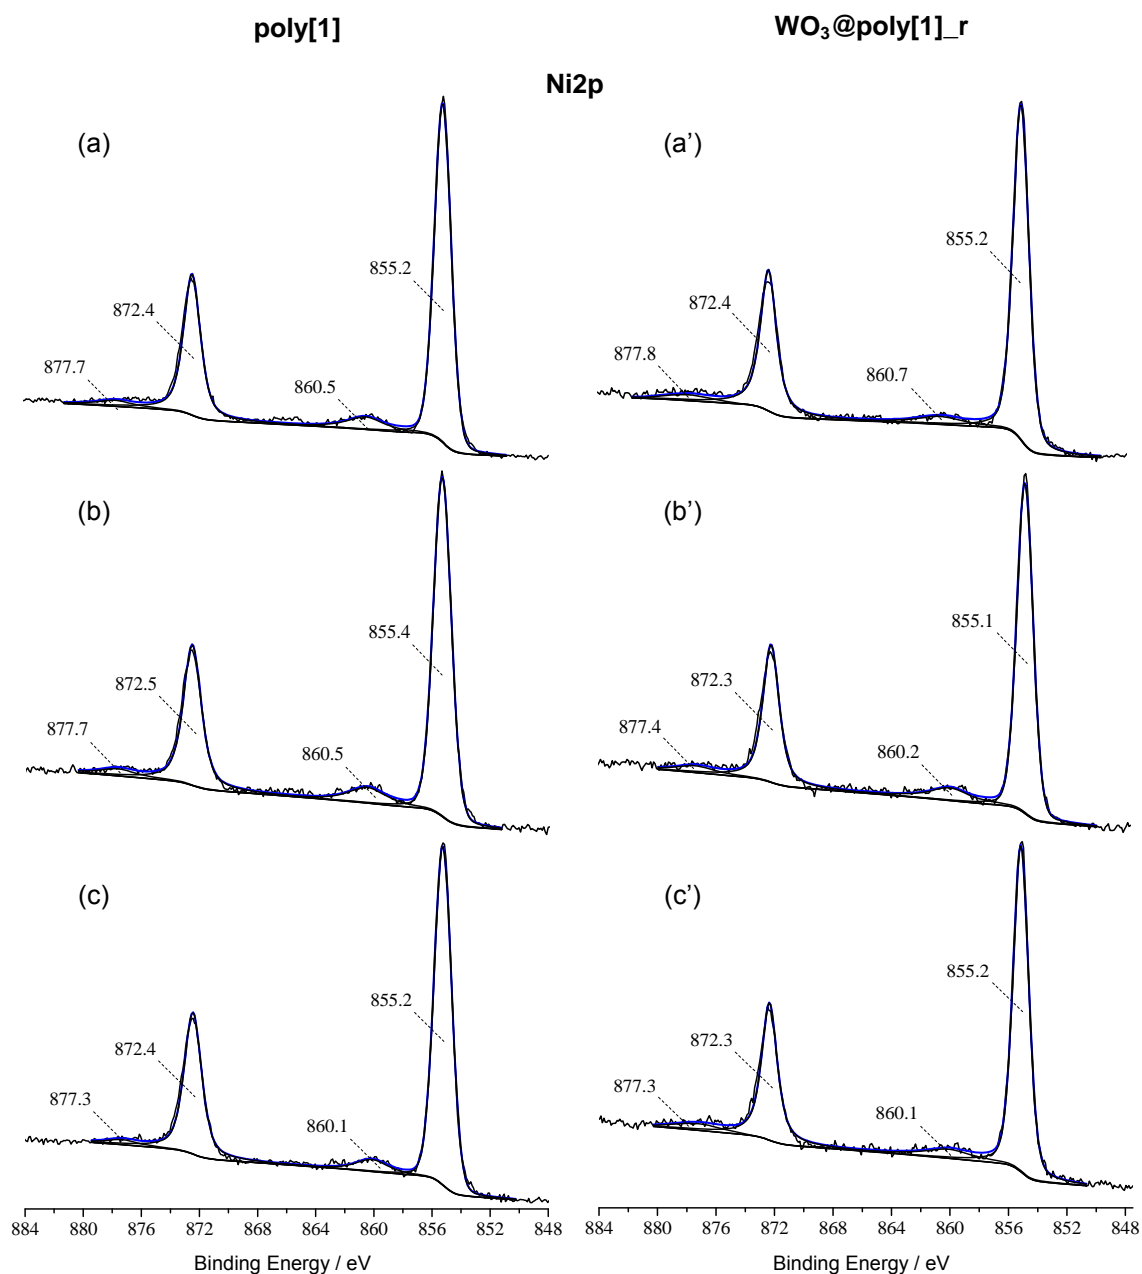 poly[1]
WO₃@poly[1]_r
Ni2p
(a)
855.2
872.4
877.7
860.5
(a’)
855.2
872.4
877.8
860.7
(b)
855.4
872.5
877.7
860.5
(b’)
855.1
872.3
877.4
860.2
(c)
855.2
872.4
877.3
860.1
(c’)
855.2
872.3
877.3
860.1
884 880 876 872 868 864 860 856 852 848
884 880 876 872 868 864 860 856 852 848
Binding Energy / eV
Binding Energy / eV